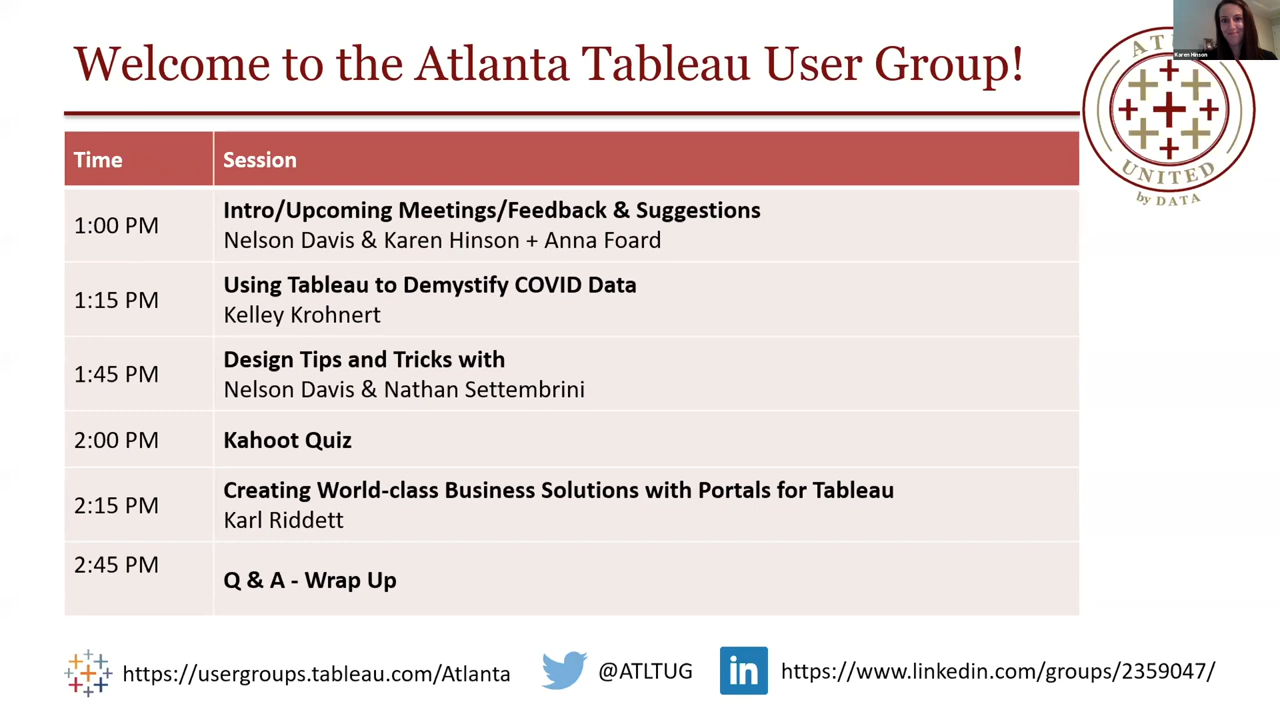 Welcome to the Atlanta Tableau User Group!
Karen Hinson
ATL
UNITED
by DATA
Time Session
1:00 PM Intro/Upcoming Meetings/Feedback & Suggestions
Nelson Davis & Karen Hinson + Anna Foard
1:15 PM Using Tableau to Demystify COVID Data
Kelley Krohnert
1:45 PM Design Tips and Tricks with
Nelson Davis & Nathan Settembrini
2:00 PM Kahoot Quiz
2:15 PM Creating World-class Business Solutions with Portals for Tableau
Karl Riddett
2:45 PM
Q & A - Wrap Up
https://usergroups.tableau.com/Atlanta @ATLTUG in https://www.linkedin.com/groups/2359047/